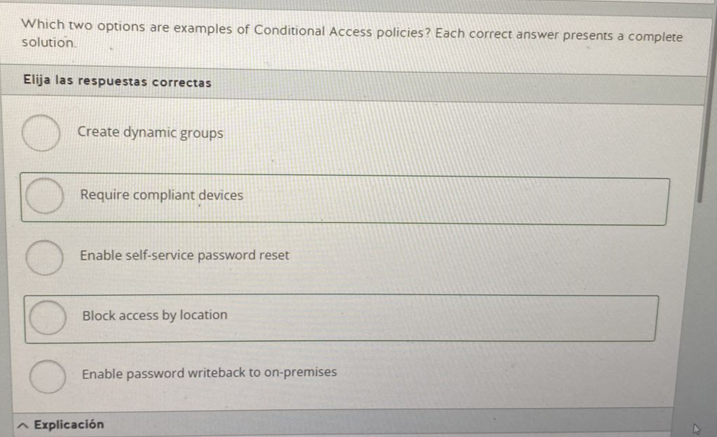 Which two options are examples of Conditional Access policies? Each correct answer presents a complete
solution.
Elija las respuestas correctas
Create dynamic groups
Require compliant devices
Enable self-service password reset
Block access by location
Enable password writeback to on-premises
Explicación